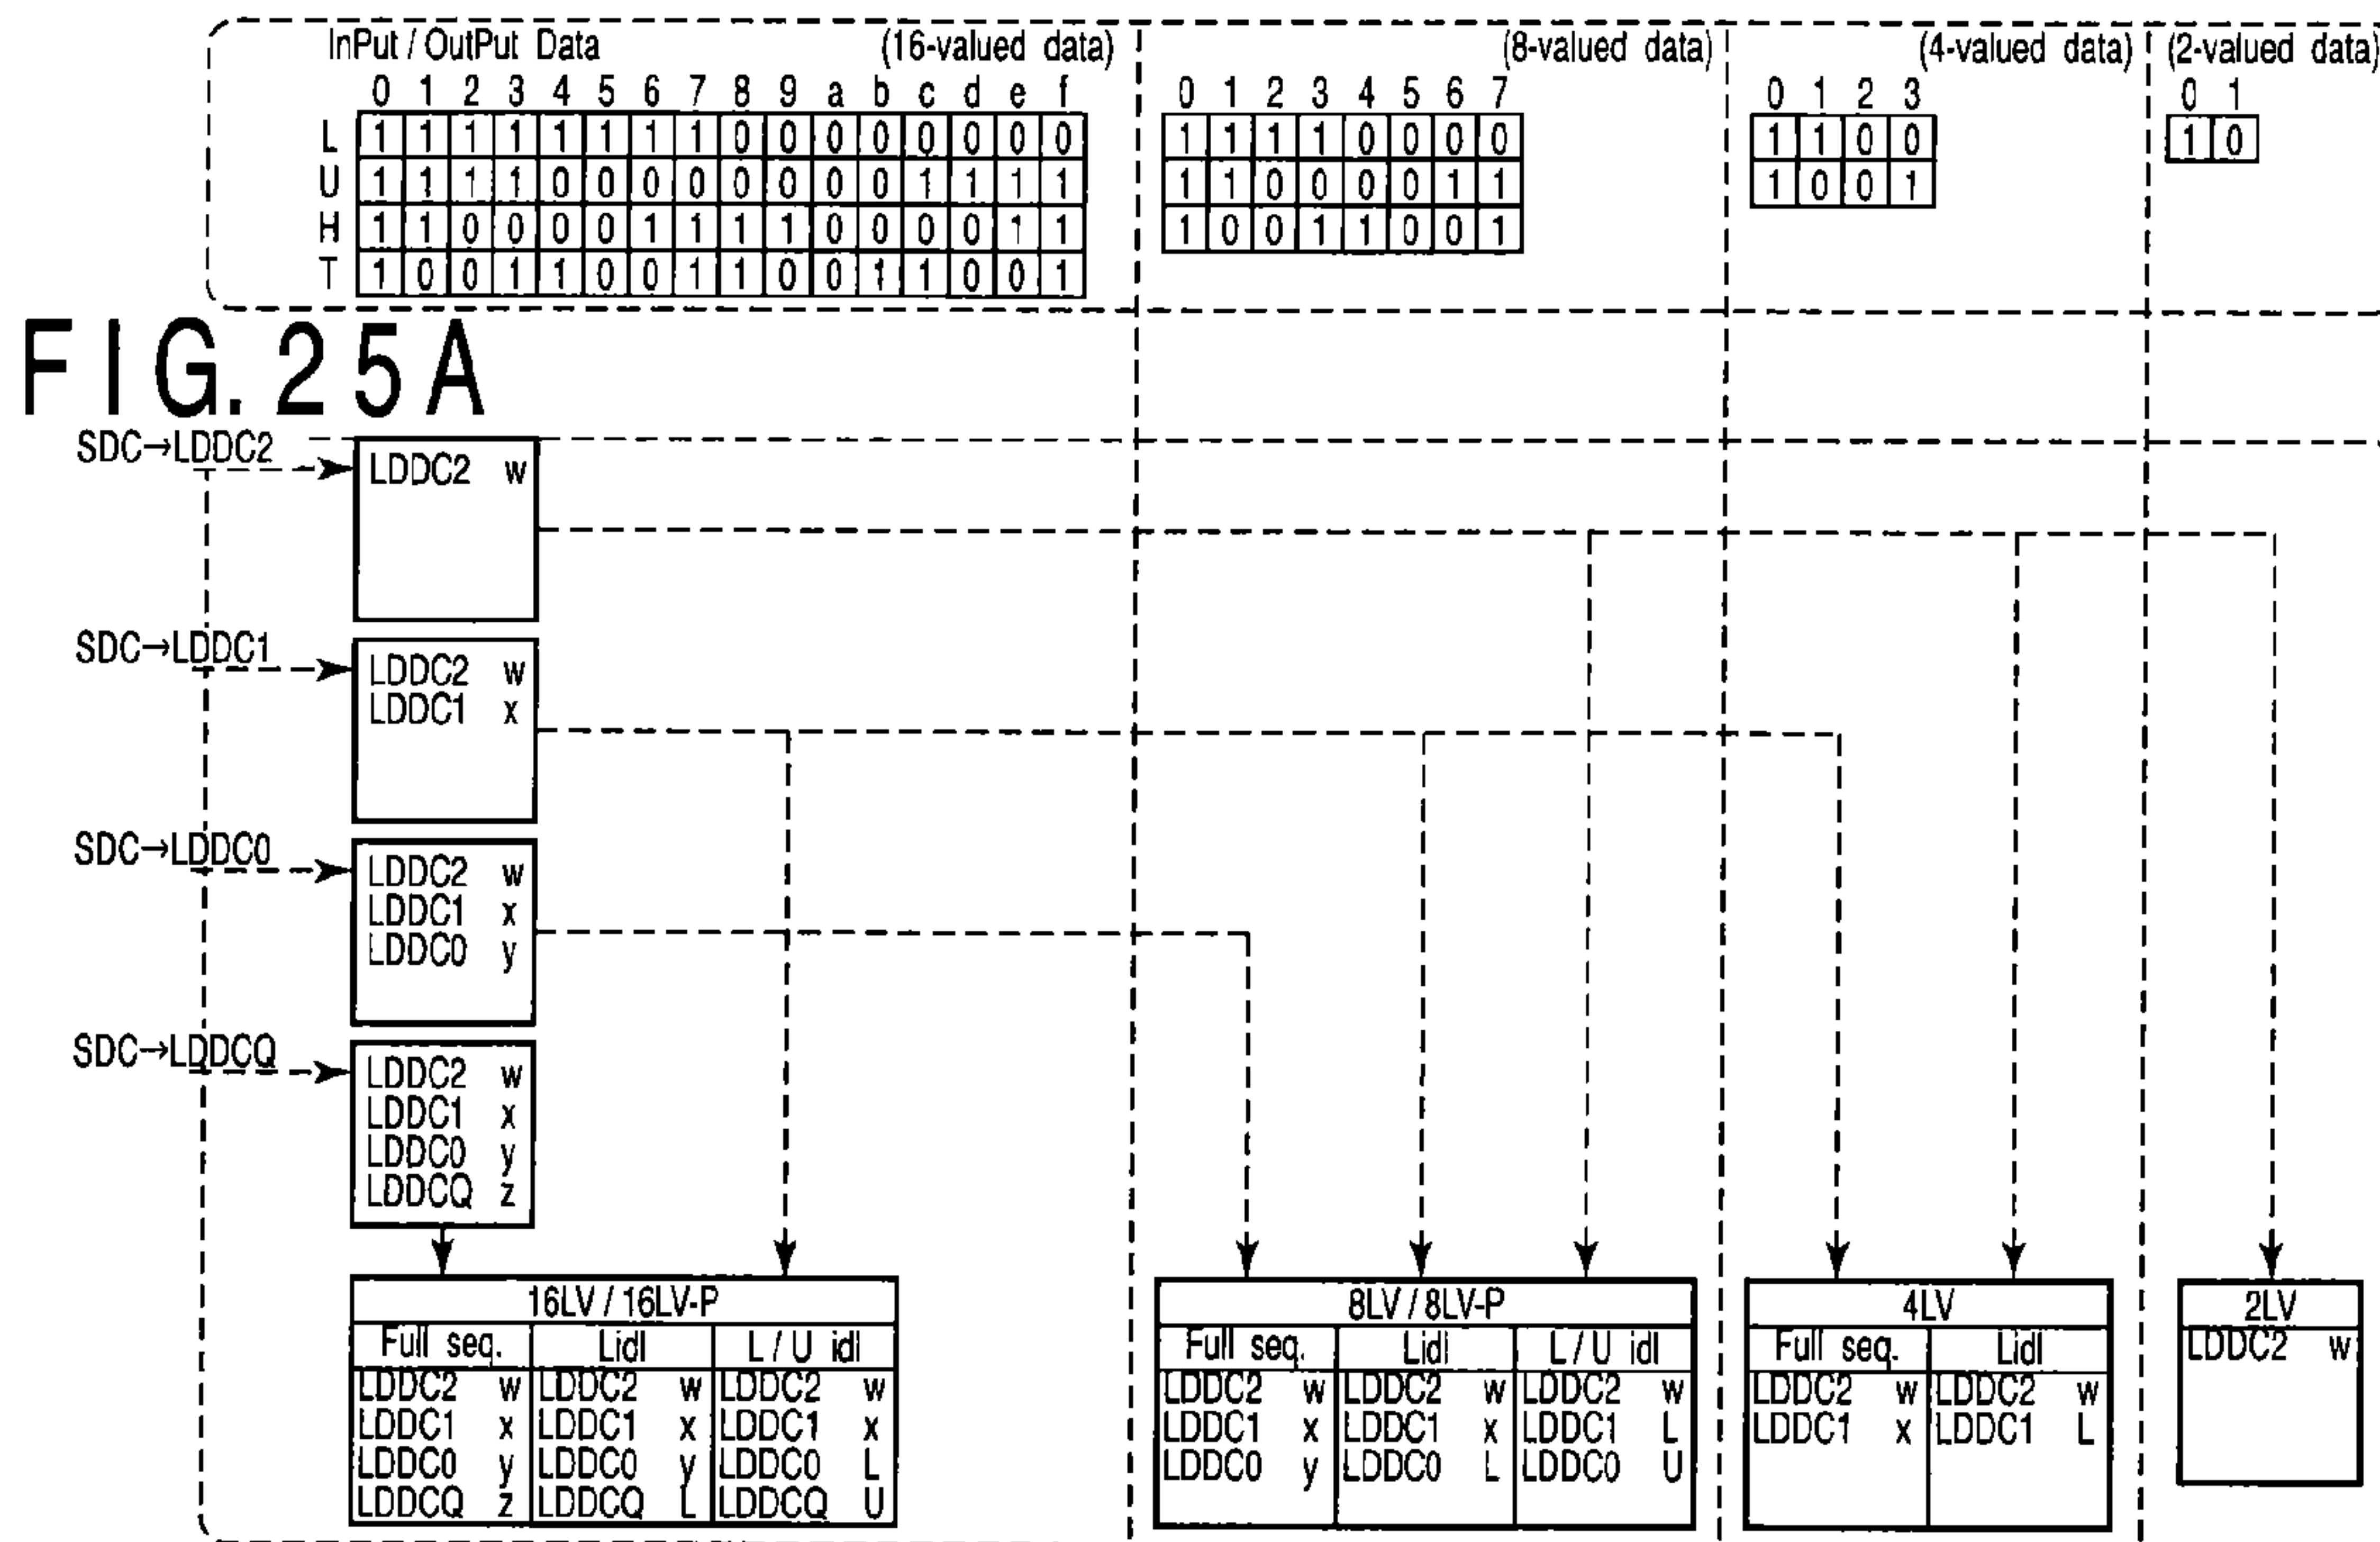 InPut / OutPut Data (16-valued data) (8-valued data) (4-valued data) (2-valued data)
0 1 2 3 4 5 6 7 8 9 a b c d e f 0 1 2 3 4 5 6 7 0 1 2 3 0 1
L 1 1 1 1 1 1 1 1 0 0 0 0 0 0 0 0 1 1 1 1 0 0 0 0 1 1 0 0 1 0
U 1 1 1 1 0 0 0 0 0 0 0 0 1 1 1 1 1 1 0 0 0 0 1 1 1 0 0 1
H 1 1 0 0 0 0 1 1 1 1 0 0 0 0 1 1 1 0 0 1 1 0 0 1
T 1 0 0 1 1 0 0 1 1 0 0 1 1 0 0 1
FIG. 25A
SDC→LDDC2
LDDC2 w
SDC→LDDC1
LDDC2 w
LDDC1 x
SDC→LDDC0
LDDC2 w
LDDC1 x
LDDC0 y
SDC→LDDCQ
LDDC2 w
LDDC1 x
LDDC0 y
LDDCQ z
16LV / 16LV-P 8LV / 8LV-P 4LV 2LV
Full seq. Lidl L / U idl Full seq. Lidl L / U idl Full seq. Lidl LDDC2 w
LDDC2 w LDDC2 w LDDC2 w LDDC2 w LDDC2 w LDDC2 w LDDC2 w LDDC2 w
LDDC1 x LDDC1 x LDDC1 x LDDC1 x LDDC1 x LDDC1 L LDDC1 x LDDC1 L
LDDC0 y LDDC0 y LDDC0 L LDDC0 y LDDC0 L LDDC0 U
LDDCQ z LDDCQ L LDDCQ U